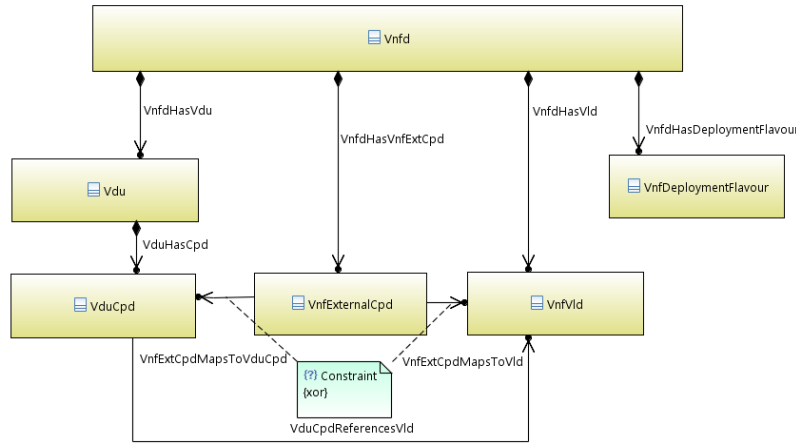 Vnfd
VnfdHasVdu
VnfdHasVnfExtCpd
VnfdHasVld
VnfdHasDeploymentFlavour
Vdu
VnfDeploymentFlavour
VduHasCpd
VduCpd
VnfExternalCpd
VnfVld
VnfExtCpdMapsToVduCpd
VnfExtCpdMapsToVld
{?} Constraint
{xor}
VduCpdReferencesVld